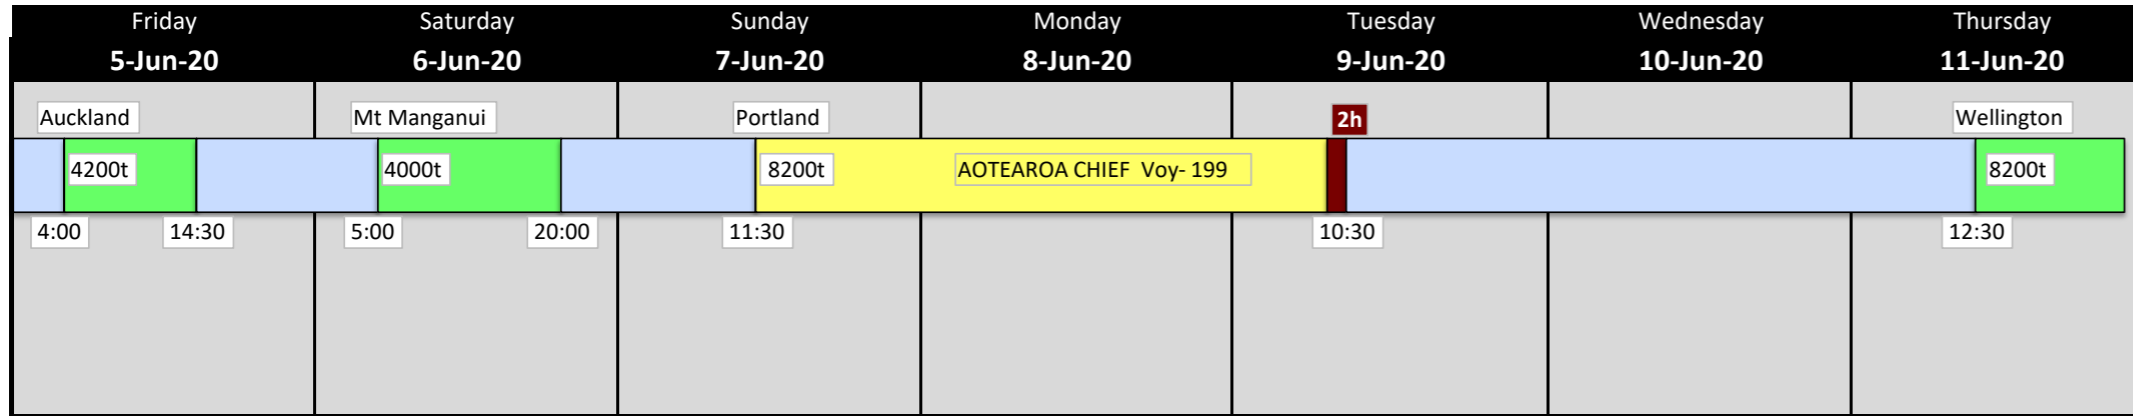 Friday Saturday Sunday Monday Tuesday Wednesday Thursday
5-Jun-20 6-Jun-20 7-Jun-20 8-Jun-20 9-Jun-20 10-Jun-20 11-Jun-20
Auckland Mt Manganui Portland 2h Wellington
4200t 4000t 8200t AOTEAROA CHIEF Voy- 199 8200t
4:00 14:30 5:00 20:00 11:30 10:30 12:30